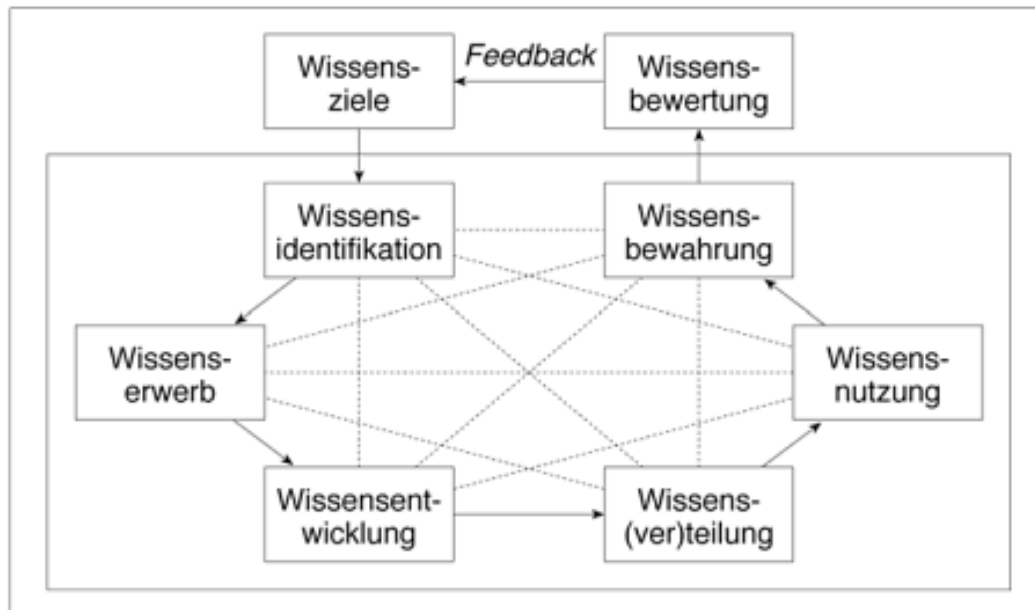 Wissens-
ziele
Feedback
Wissens-
bewertung
Wissens-
identifikation
Wissens-
bewahrung
Wissens-
erwerb
Wissens-
nutzung
Wissensent-
wicklung
Wissens-
(ver)teilung